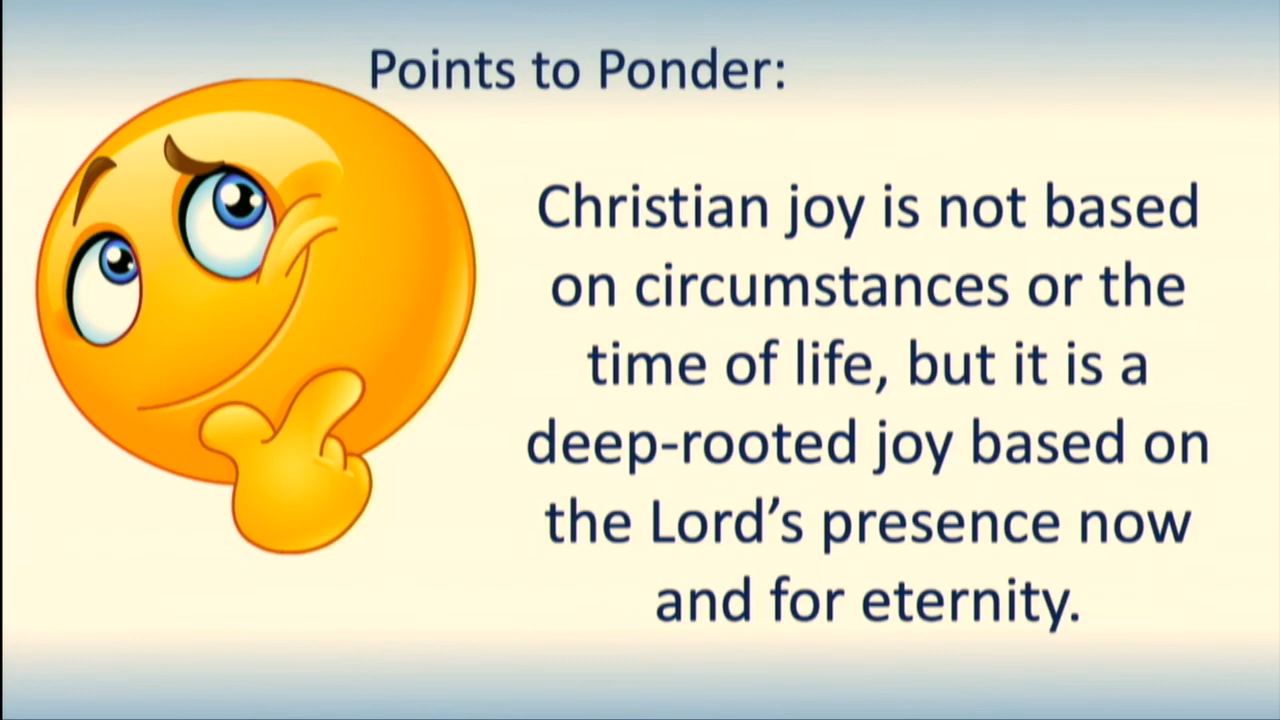 Points to Ponder:
Christian joy is not based
on circumstances or the
time of life, but it is a
deep-rooted joy based on
the Lord’s presence now
and for eternity.